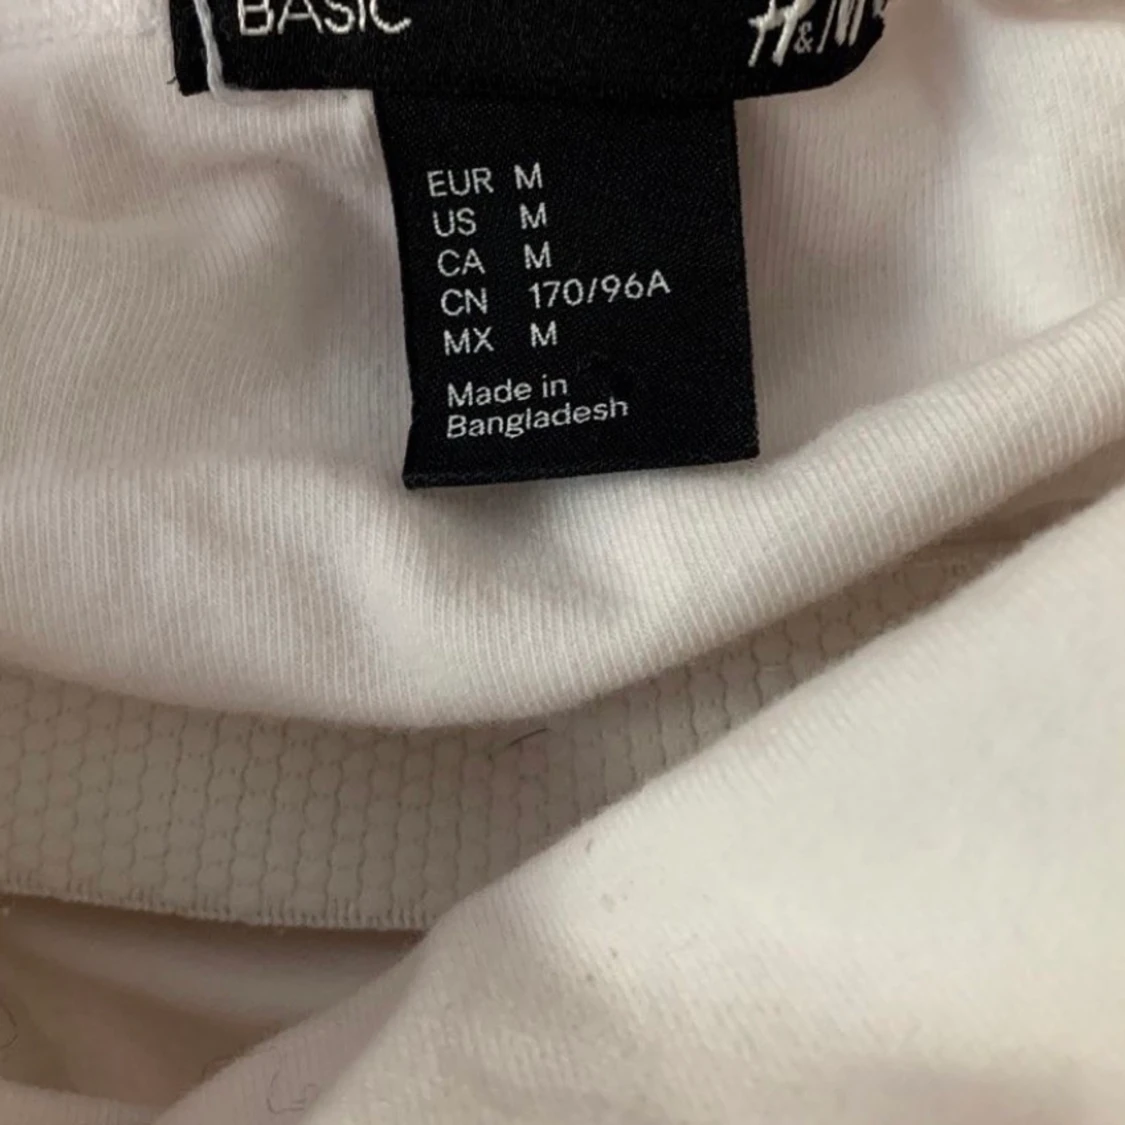 BASIC H&M
EUR M
US M
CA M
CN 170/96A
MX M
Made in
Bangladesh